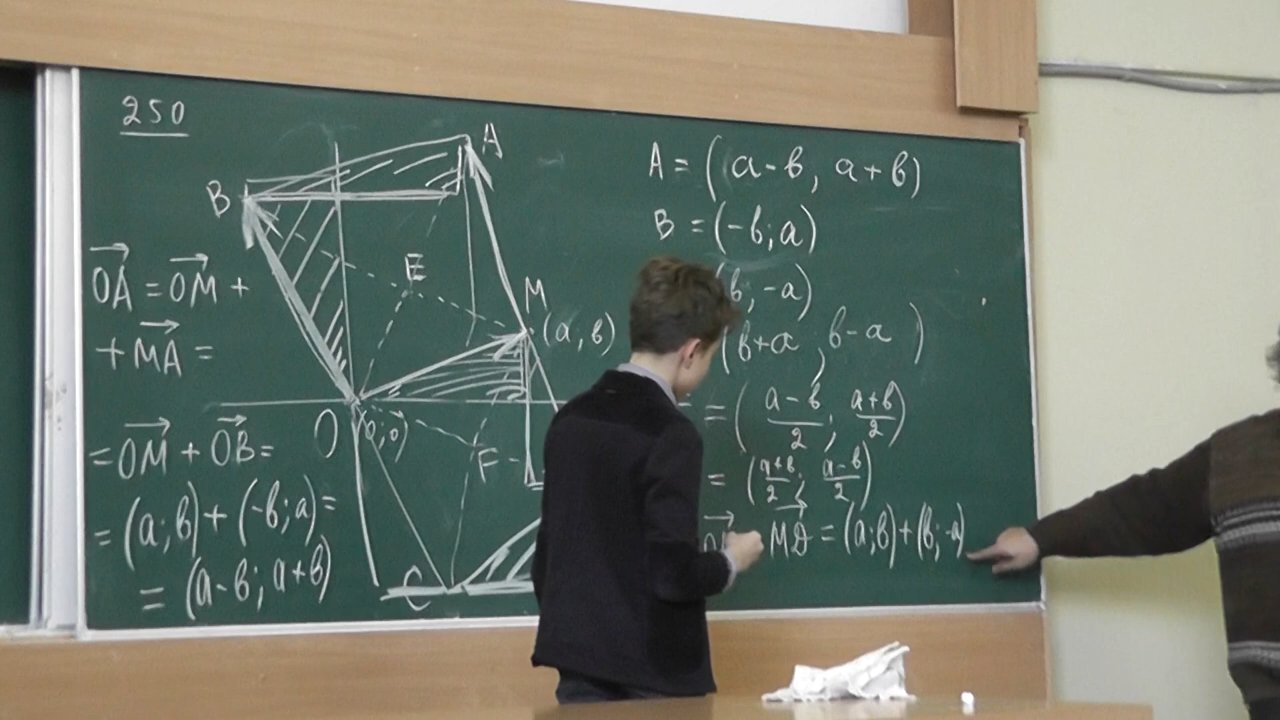 250
A
B
E
M
(a; в)
O
(0;0)
F
C
OA = OM +
+ MA =
= OM + OB =
= (a; в) + (-в; a) =
= (a-в; a+в)
A = (a-в, a+в)
B = (-в; a)
в, -a)
(в+a, в-a)
= (a-в/2; a+в/2)
= (a+в/2; a-в/2)
MD = (a;в)+(в; -a)